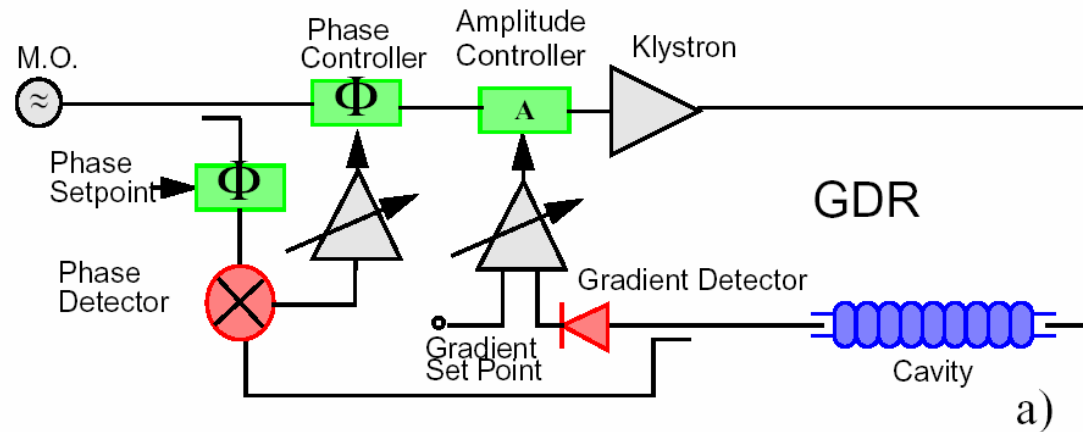 M.O.
Phase
Controller
Amplitude
Controller
Klystron
Φ
A
Phase
Setpoint
Φ
GDR
Phase
Detector
Gradient Detector
Gradient
Set Point
Cavity
a)